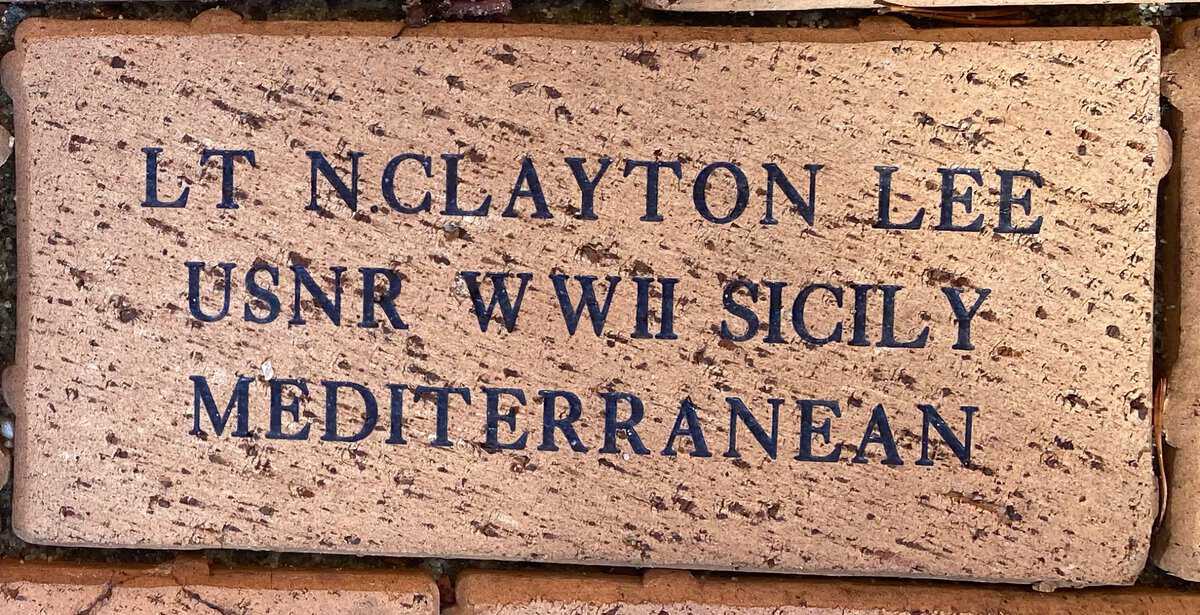 LT N.CLAYTON LEE
USNR WWII SICILY
MEDITERRANEAN